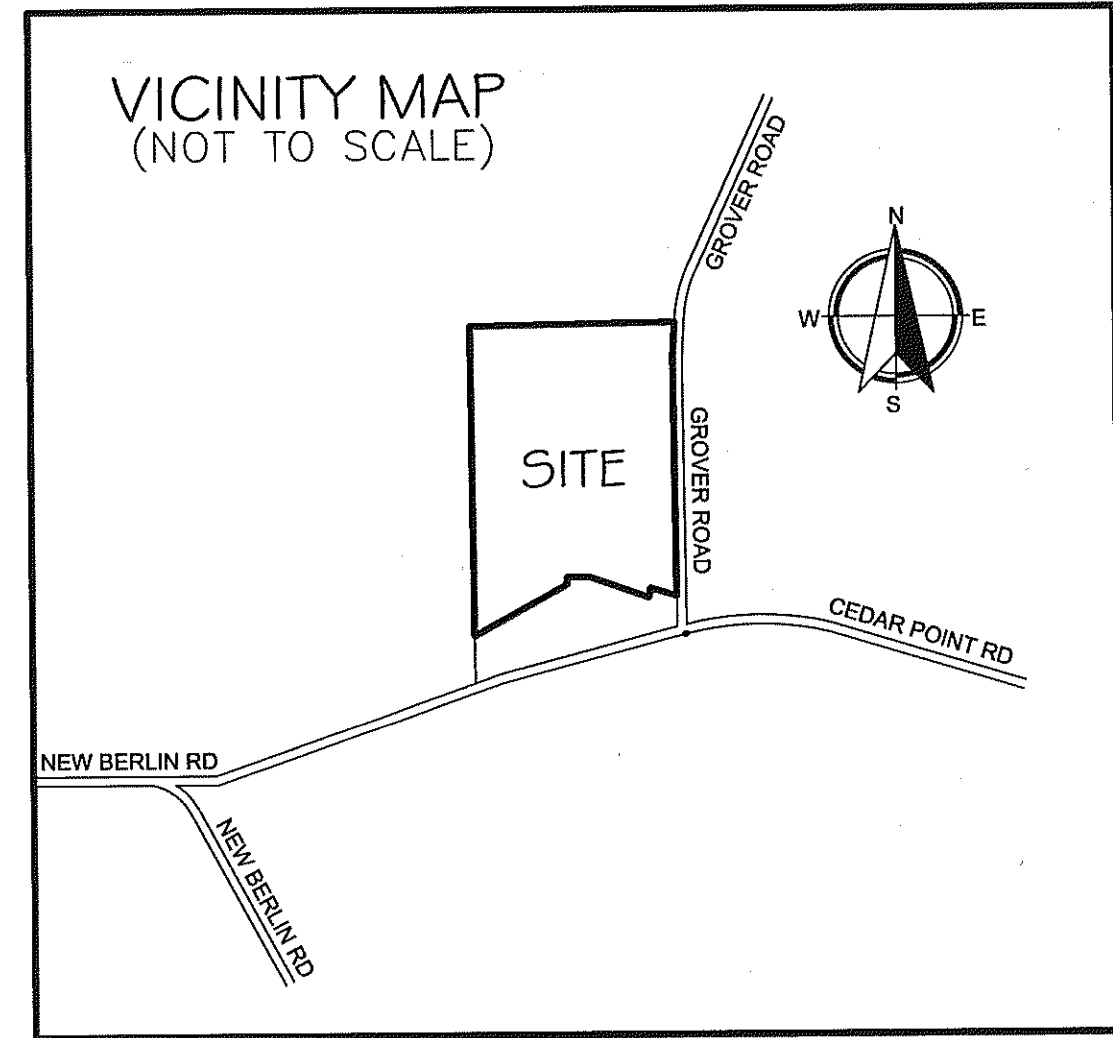 VICINITY MAP
(NOT TO SCALE)
GROVER ROAD
N
W
E
S
SITE
GROVER ROAD
CEDAR POINT RD
NEW BERLIN RD
NEW BERLIN RD